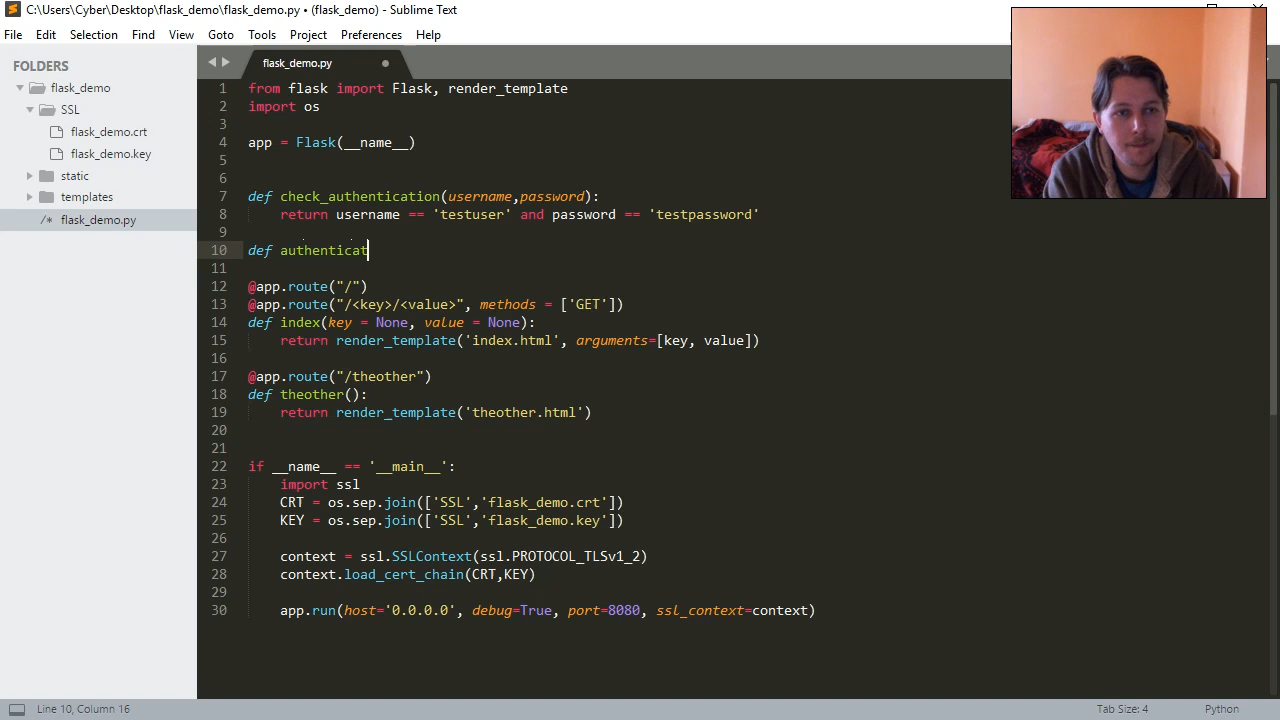 C:\Users\Cyber\Desktop\flask_demo\flask_demo.py • (flask_demo) - Sublime Text
File Edit Selection Find View Goto Tools Project Preferences Help
FOLDERS
flask_demo
SSL
flask_demo.crt
flask_demo.key
static
templates
/* flask_demo.py
flask_demo.py
1 from flask import Flask, render_template
2 import os
3
4 app = Flask(__name__)
5
6
7 def check_authentication(username,password):
8     return username == 'testuser' and password == 'testpassword'
9
10 def authenticat
11
12 @app.route("/")
13 @app.route("/<key>/<value>", methods = ['GET'])
14 def index(key = None, value = None):
15     return render_template('index.html', arguments=[key, value])
16
17 @app.route("/theother")
18 def theother():
19     return render_template('theother.html')
20
21
22 if __name__ == '__main__':
23     import ssl
24     CRT = os.sep.join(['SSL','flask_demo.crt'])
25     KEY = os.sep.join(['SSL','flask_demo.key'])
26
27     context = ssl.SSLContext(ssl.PROTOCOL_TLSv1_2)
28     context.load_cert_chain(CRT,KEY)
29
30     app.run(host='0.0.0.0', debug=True, port=8080, ssl_context=context)
Line 10, Column 16
Tab Size: 4
Python